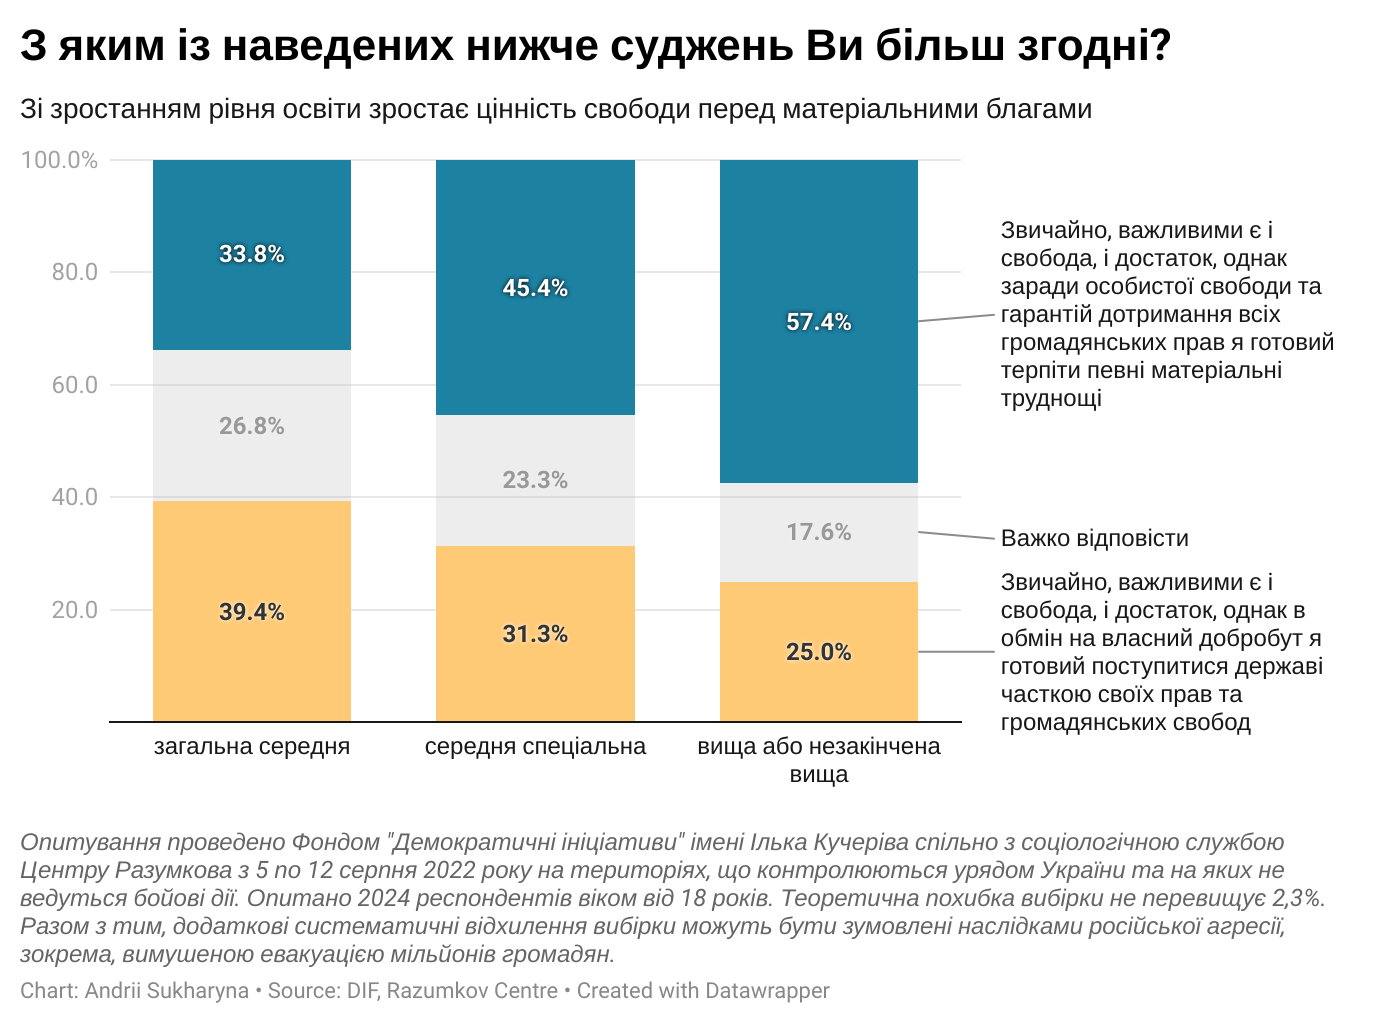 З яким із наведених нижче суджень Ви більш згодні?
Зі зростанням рівня освіти зростає цінність свободи перед матеріальними благами
100.0%
80.0
60.0
40.0
20.0
33.8%
26.8%
39.4%
45.4%
23.3%
31.3%
57.4%
17.6%
25.0%
Звичайно, важливими є і
свобода, і достаток, однак
заради особистої свободи та
гарантій дотримання всіх
громадянських прав я готовий
терпіти певні матеріальні
труднощі
Важко відповісти
Звичайно, важливими є і
свобода, і достаток, однак в
обмін на власний добробут я
готовий поступитися державі
часткою своїх прав та
громадянських свобод
загальна середня
середня спеціальна
вища або незакінчена
вища
Опитування проведено Фондом "Демократичні ініціативи" імені Ілька Кучеріва спільно з соціологічною службою
Центру Разумкова з 5 по 12 серпня 2022 року на територіях, що контролюються урядом України та на яких не
ведуться бойові дії. Опитано 2024 респондентів віком від 18 років. Теоретична похибка вибірки не перевищує 2,3%.
Разом з тим, додаткові систематичні відхилення вибірки можуть бути зумовлені наслідками російської агресії,
зокрема, вимушеною евакуацією мільйонів громадян.
Chart: Andrii Sukharyna • Source: DIF, Razumkov Centre • Created with Datawrapper